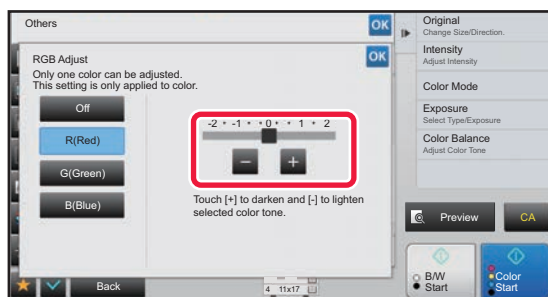 Others
OK
RGB Adjust
OK
Only one color can be adjusted.
This setting is only applied to color.
Off
R(Red)
G(Green)
B(Blue)
-2 • -1 • • 0 • • 1 • 2
- +
Touch [+] to darken and [-] to lighten
selected color tone.
Back
4 11x17
Original
Change Size/Direction.
Intensity
Adjust Intensity
Color Mode
Exposure
Select Type/Exposure
Color Balance
Adjust Color Tone
Preview
CA
B/W
Start
Color
Start